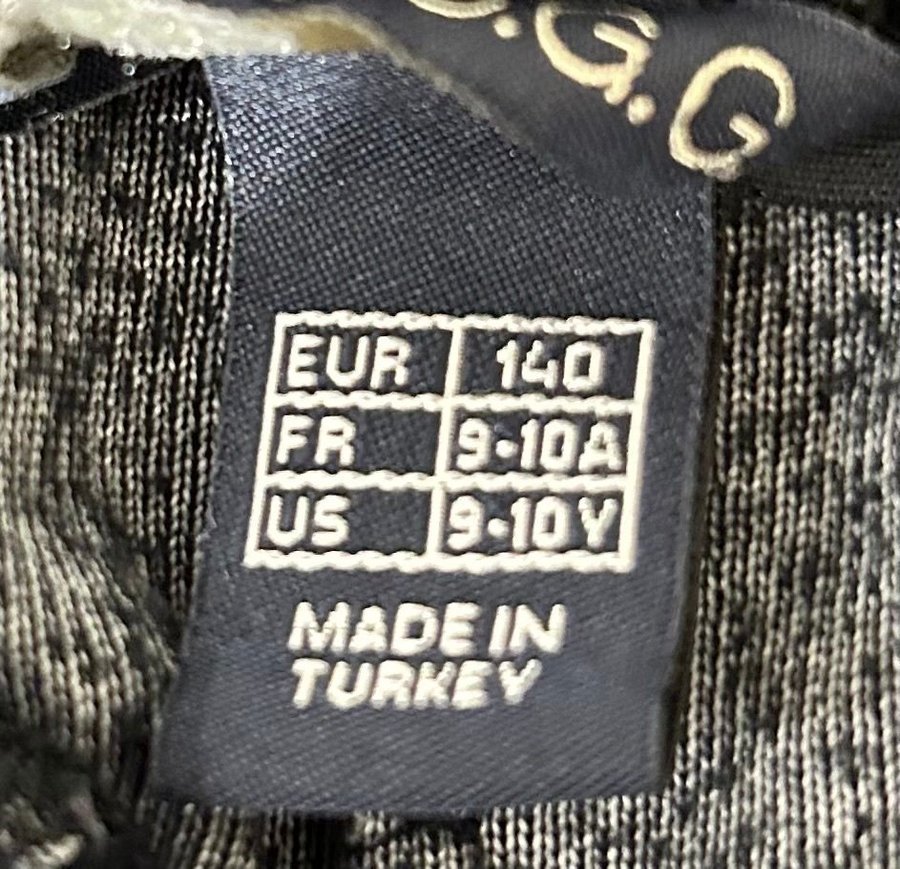 .G.G
EUR 140
FR 9-10A
US 9-10Y
MADE IN
TURKEY